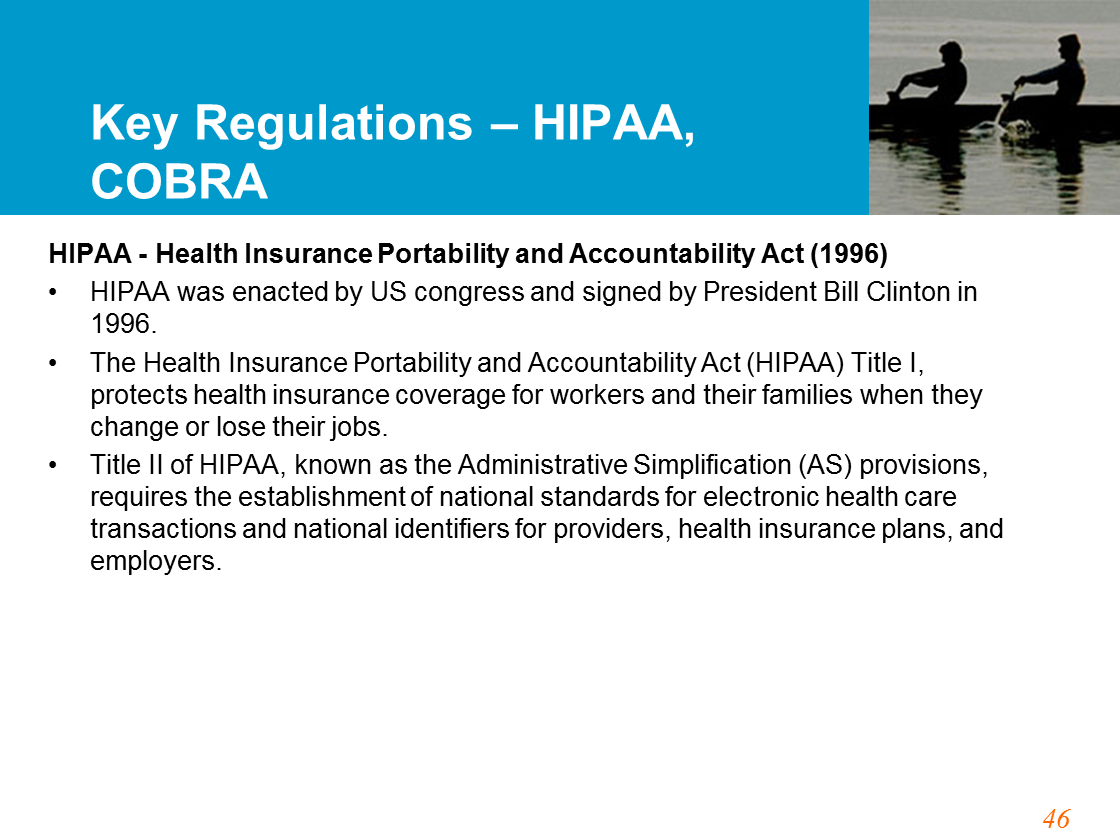 Key Regulations – HIPAA,
COBRA
HIPAA - Health Insurance Portability and Accountability Act (1996)
• HIPAA was enacted by US congress and signed by President Bill Clinton in
1996.
• The Health Insurance Portability and Accountability Act (HIPAA) Title I,
protects health insurance coverage for workers and their families when they
change or lose their jobs.
• Title II of HIPAA, known as the Administrative Simplification (AS) provisions,
requires the establishment of national standards for electronic health care
transactions and national identifiers for providers, health insurance plans, and
employers.
46